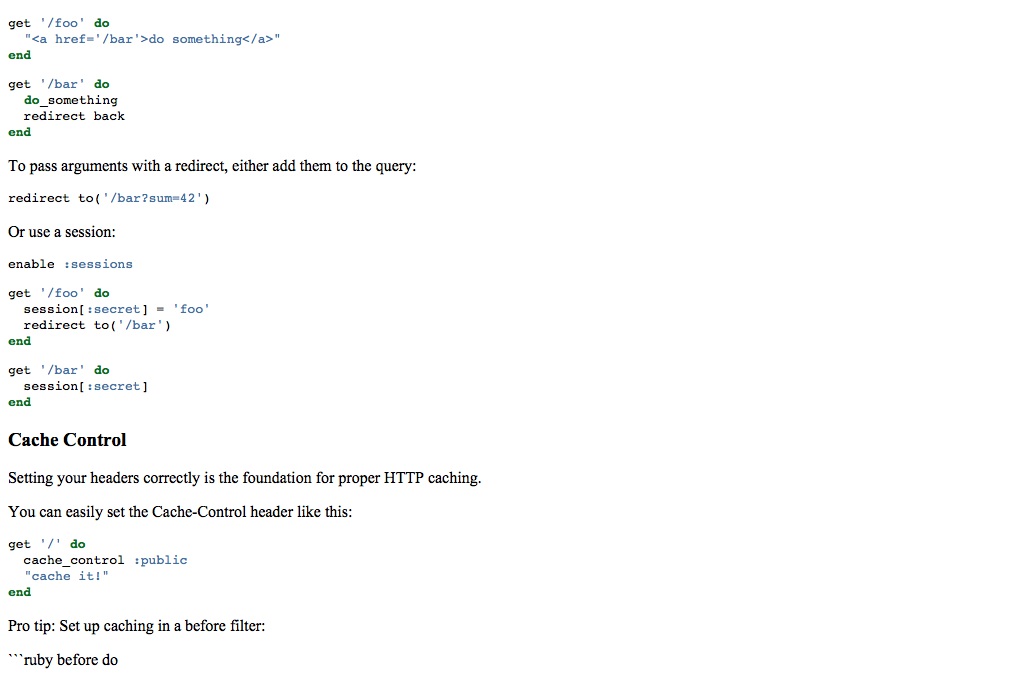 get '/foo' do
  "<a href='/bar'>do something</a>"
end
get '/bar' do
  do_something
  redirect back
end
To pass arguments with a redirect, either add them to the query:
redirect to('/bar?sum=42')
Or use a session:
enable :sessions
get '/foo' do
  session[:secret] = 'foo'
  redirect to('/bar')
end
get '/bar' do
  session[:secret]
end
Cache Control
Setting your headers correctly is the foundation for proper HTTP caching.
You can easily set the Cache-Control header like this:
get '/' do
  cache_control :public
  "cache it!"
end
Pro tip: Set up caching in a before filter:
```ruby before do